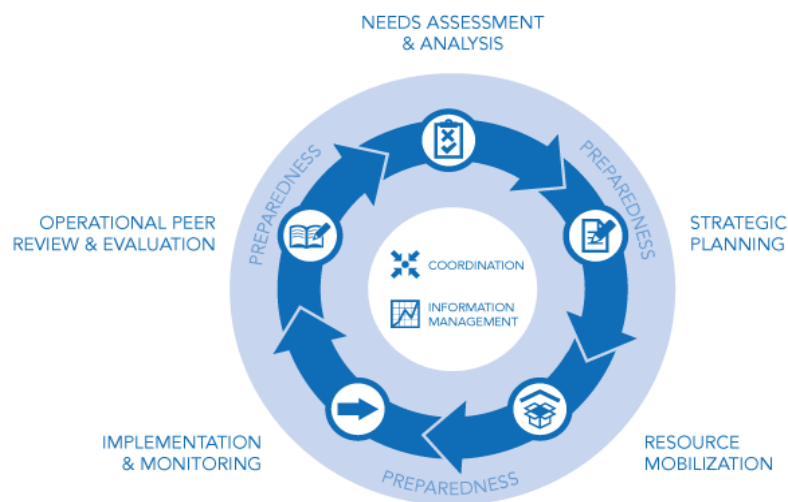 NEEDS ASSESSMENT
& ANALYSIS
PREPAREDNESS
PREPAREDNESS
OPERATIONAL PEER
REVIEW & EVALUATION
STRATEGIC
PLANNING
COORDINATION
INFORMATION
MANAGEMENT
IMPLEMENTATION
& MONITORING
RESOURCE
MOBILIZATION
PREPAREDNESS